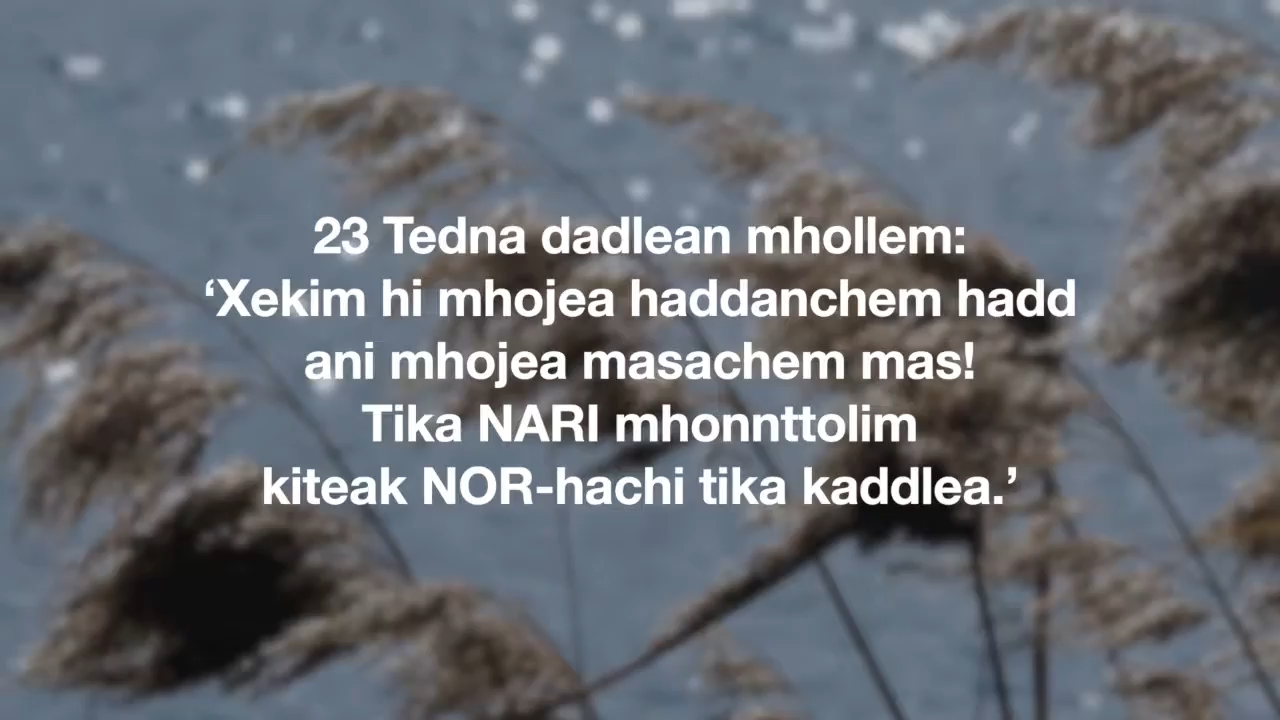 23 Tedna dadlean mhollem:
‘Xekim hi mhojea haddanchem hadd
ani mhojea masachem mas!
Tika NARI mhonnttolim
kiteak NOR-hachi tika kaddlea.’